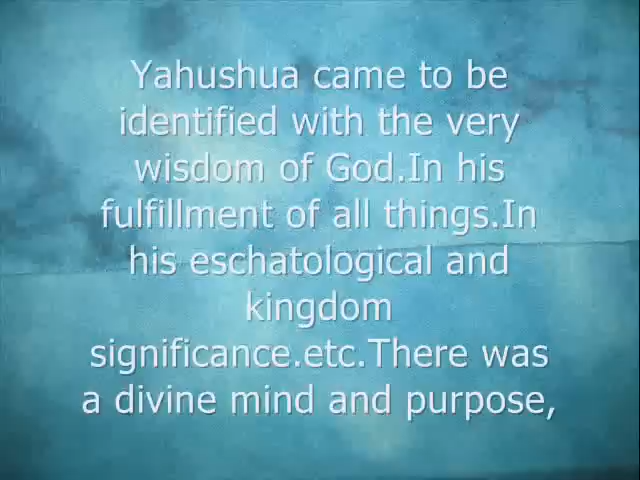 Yahushua came to be
identified with the very
wisdom of God.In his
fulfillment of all things.In
his eschatological and
kingdom
significance.etc.There was
a divine mind and purpose,